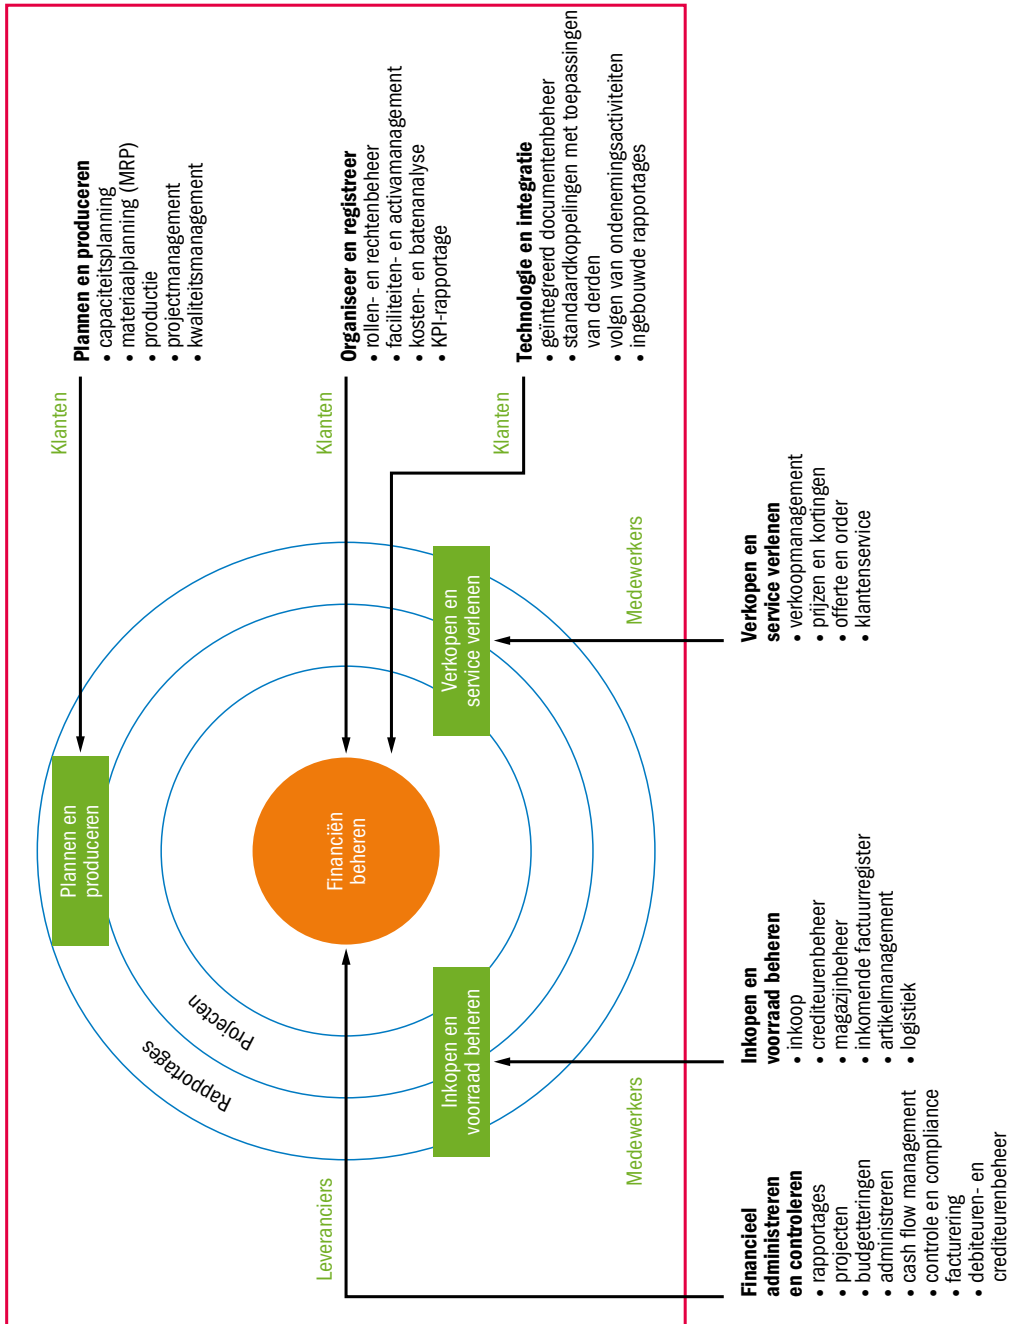 Plannen en produceren
• capaciteitsplanning
• materiaalplanning (MRP)
• productie
• projectmanagement
• kwaliteitsmanagement
Klanten
Organiseer en registreer
• rollen- en rechtenbeheer
• faciliteiten- en activamanagement
• kosten- en batenanalyse
• KPI-rapportage
Klanten
Technologie en integratie
• geïntegreerd documentenbeheer
• standaardkoppelingen met toepassingen
van derden
• volgen van ondenemingsactiviteiten
• ingebouwde rapportages
Klanten
Plannen en
produceren
Financiën
beheren
Projecten
Rapportages
Verkopen en
service verlenen
Inkopen en
voorraad beheren
Leveranciers
Medewerkers
Medewerkers
Financieel
administreren
en controleren
• rapportages
• projecten
• budgetteringen
• administreren
• cash flow management
• controle en compliance
• facturering
• debiteuren- en
crediteurenbeheer
Inkopen en
voorraad beheren
• inkoop
• crediteurenbeheer
• magazijnbeheer
• inkomende factuurregister
• artikelmanagement
• logistiek
Verkopen en
service verlenen
• verkoopmanagement
• prijzen en kortingen
• offerte en order
• klantenservice